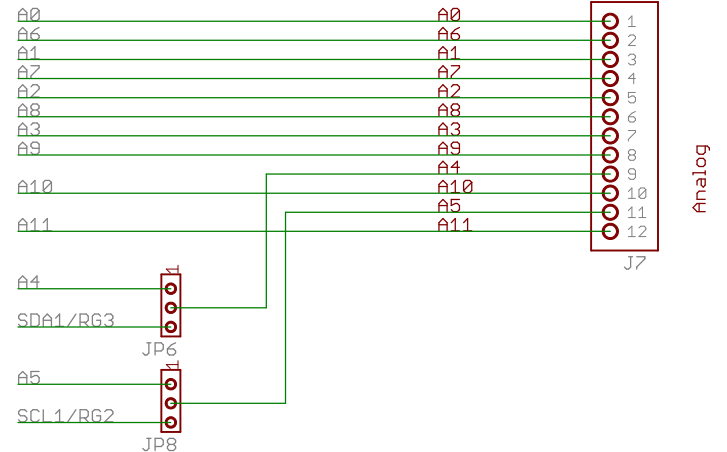 A0 A0 1
A6 A6 2
A1 A1 3
A7 A7 4
A2 A2 5
A8 A8 6
A3 A3 7
A9 A9 8
A4 9
A10 A10 10
A5 11
A11 A11 12
Analog
J7
1
A4
SDA1/RG3
JP6
1
A5
SCL1/RG2
JP8